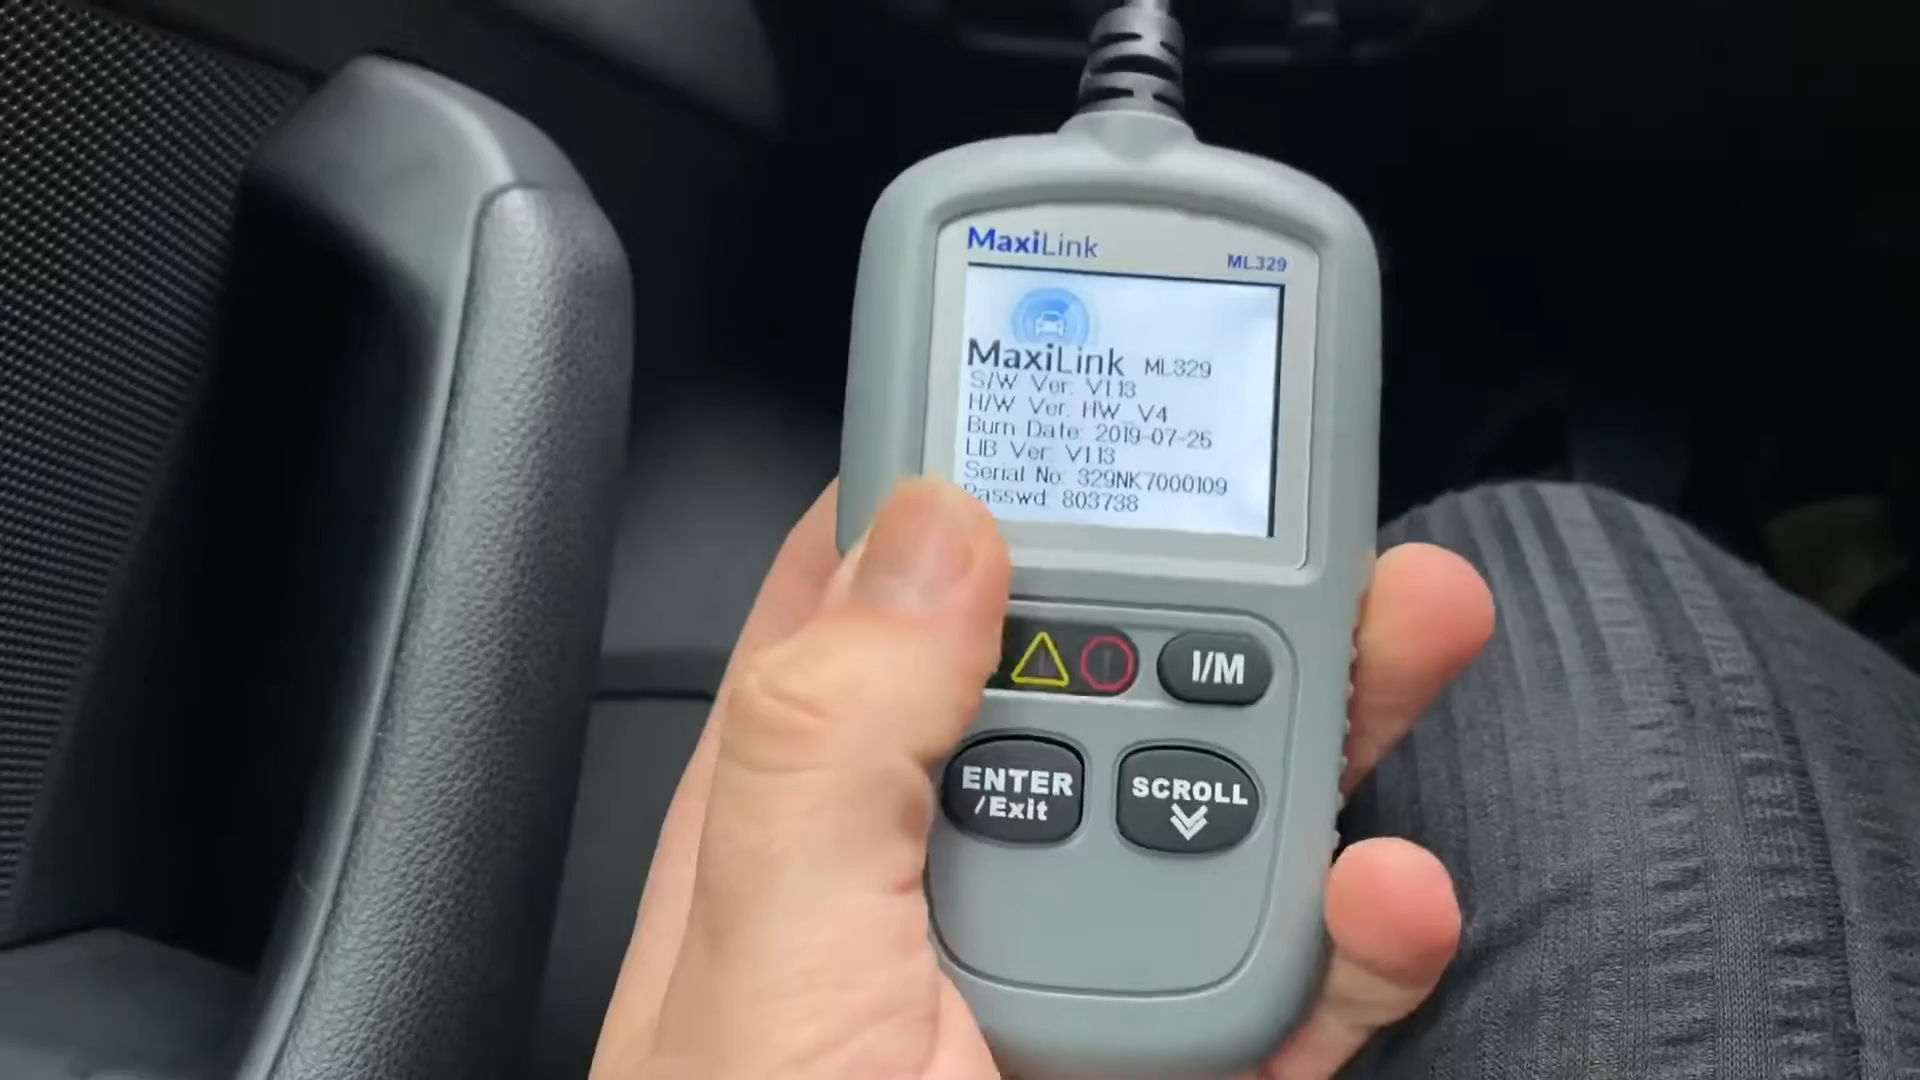 MaxiLink
ML329
MaxiLink ML329
S/W Ver: V1.13
H/W Ver: HW_V4
Burn Date: 2019-07-25
LIB Ver: V1.13
Serial No: 329NK7000109
Passwd: 803738
I/M
ENTER
/Exit
SCROLL